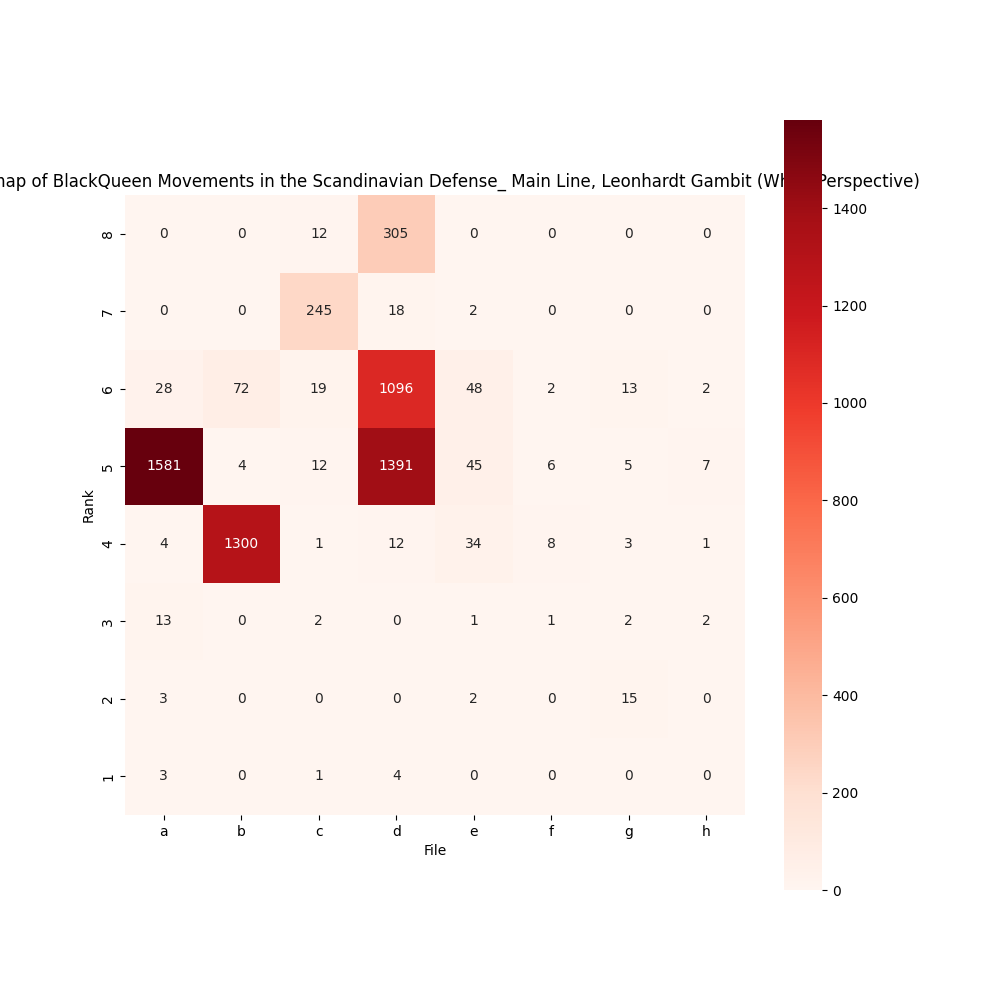 map of BlackQueen Movements in the Scandinavian Defense_ Main Line, Leonhardt Gambit (Wh Perspective)
1400
1200
1000
800
600
400
200
0
Rank
8 0 0 12 305 0 0 0 0
7 0 0 245 18 2 0 0 0
6 28 72 19 1096 48 2 13 2
5 1581 4 12 1391 45 6 5 7
4 4 1300 1 12 34 8 3 1
3 13 0 2 0 1 1 2 2
2 3 0 0 0 2 0 15 0
1 3 0 1 4 0 0 0 0
a b c d e f g h
File